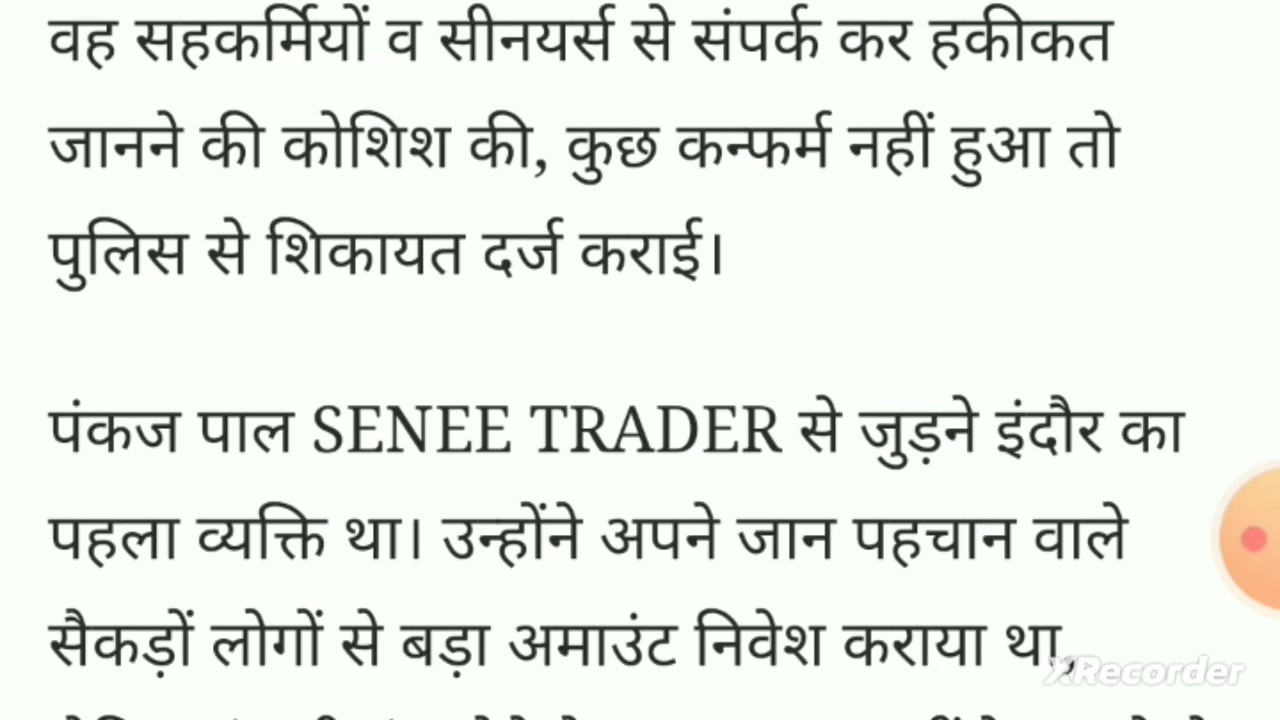 वह सहकर्मियों व सीनयर्स से संपर्क कर हकीकत
जानने की कोशिश की, कुछ कन्फर्म नहीं हुआ तो
पुलिस से शिकायत दर्ज कराई।
पंकज पाल SENEE TRADER से जुड़ने इंदौर का
पहला व्यक्ति था। उन्होंने अपने जान पहचान वाले
सैकड़ों लोगों से बड़ा अमाउंट निवेश कराया था,
XRecorder